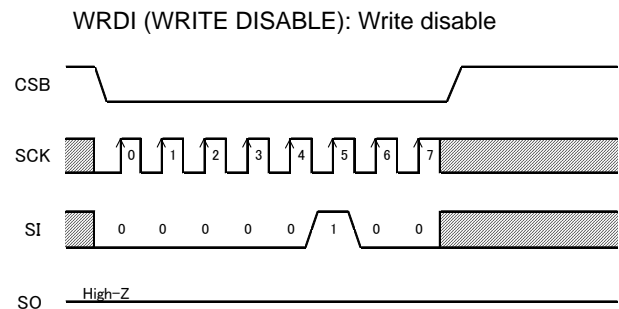 WRDI (WRITE DISABLE): Write disable
CSB
SCK 0 1 2 3 4 5 6 7
SI 0 0 0 0 0 1 0 0
High-Z
SO